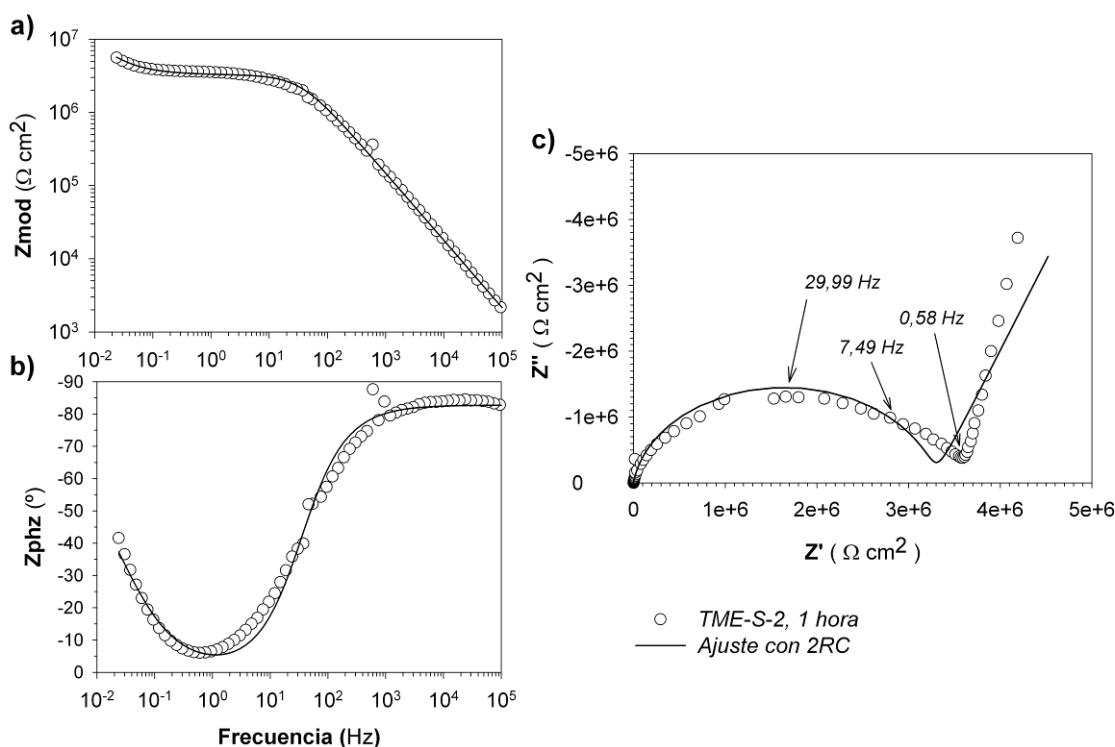 a)
10⁷
10⁶
10⁵
10⁴
10³
Zmod (Ω cm²)
10⁻² 10⁻¹ 10⁰ 10¹ 10² 10³ 10⁴ 10⁵
b)
-90
-80
-70
-60
-50
-40
-30
-20
-10
0
Zphz (º)
10⁻² 10⁻¹ 10⁰ 10¹ 10² 10³ 10⁴ 10⁵
Frecuencia (Hz)
c)
-5e+6
-4e+6
-3e+6
-2e+6
-1e+6
0
Z'' ( Ω cm² )
29,99 Hz
0,58 Hz
7,49 Hz
0 1e+6 2e+6 3e+6 4e+6 5e+6
Z' ( Ω cm² )
TME-S-2, 1 hora
Ajuste con 2RC